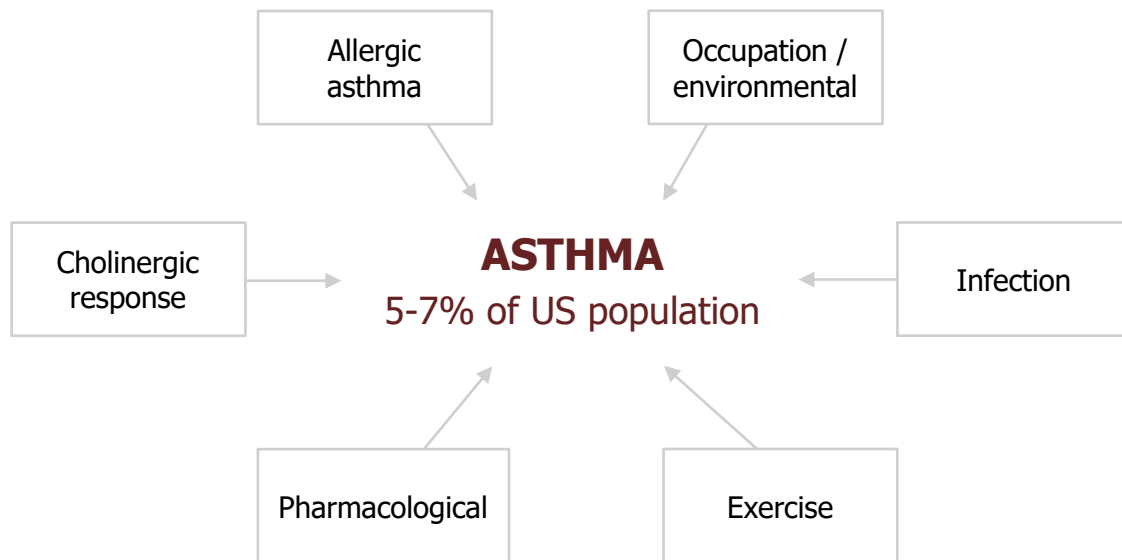 Allergic
asthma
Occupation /
environmental
Cholinergic
response
ASTHMA
5-7% of US population
Infection
Pharmacological
Exercise